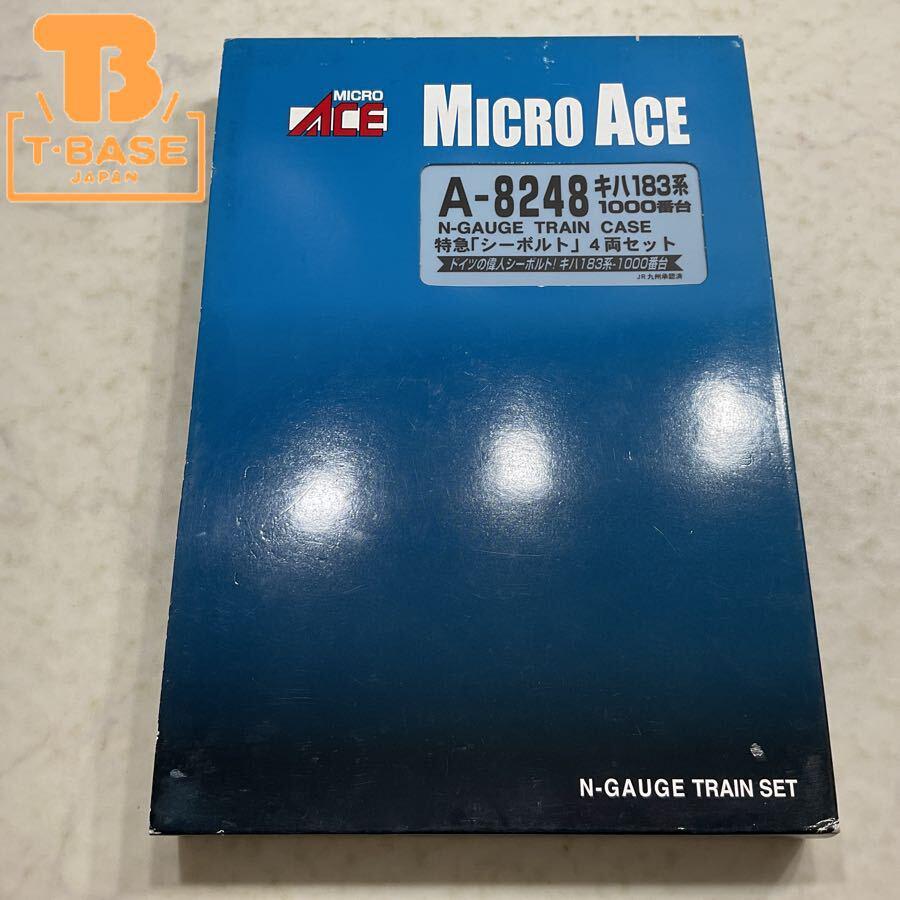 TB
T·BASE
JAPAN
MICRO
ACE
MICRO ACE
A-8248 キハ183系
1000番台
N-GAUGE TRAIN CASE
特急「シーボルト」4両セット
ドイツの偉人シーボルト!キハ183系-1000番台
JR九州承認済
N-GAUGE TRAIN SET